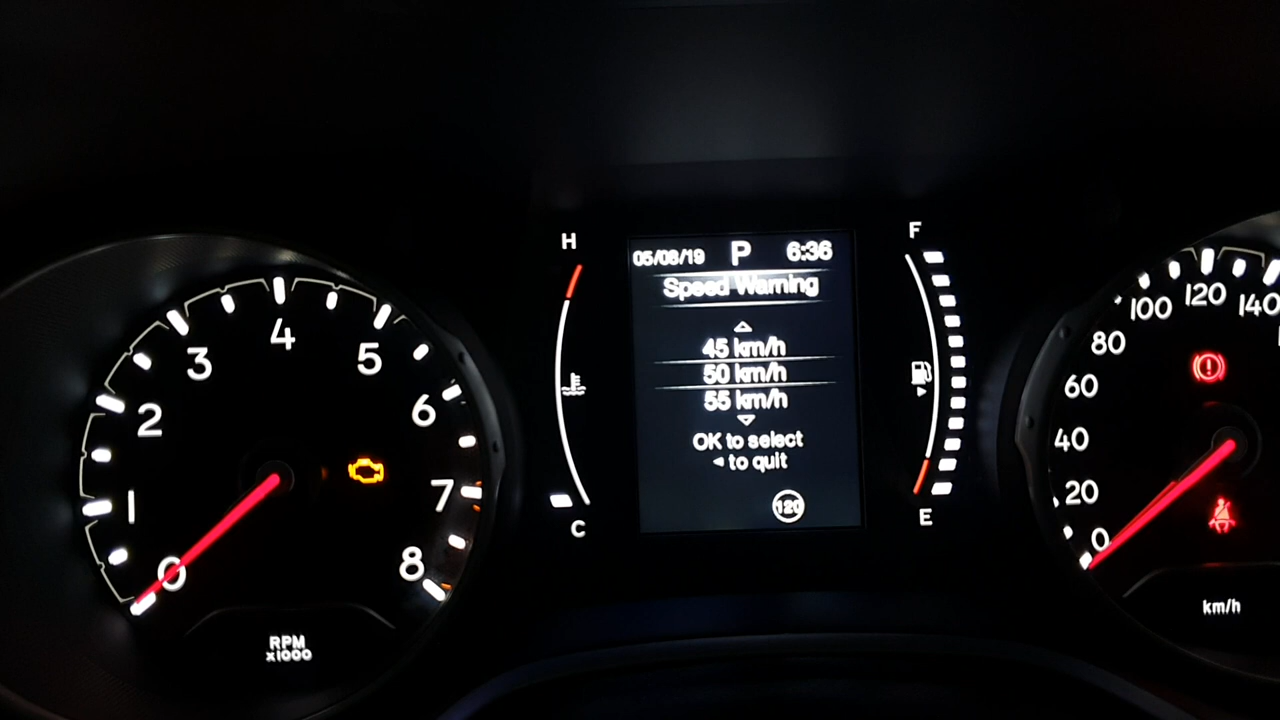 0
1
2
3
4
5
6
7
8
RPM
x1000
H
C
05/08/19 P 6:36
Speed Warning
45 km/h
50 km/h
55 km/h
OK to select
◂ to quit
120
F
E
0
20
40
60
80
100
120
140
km/h